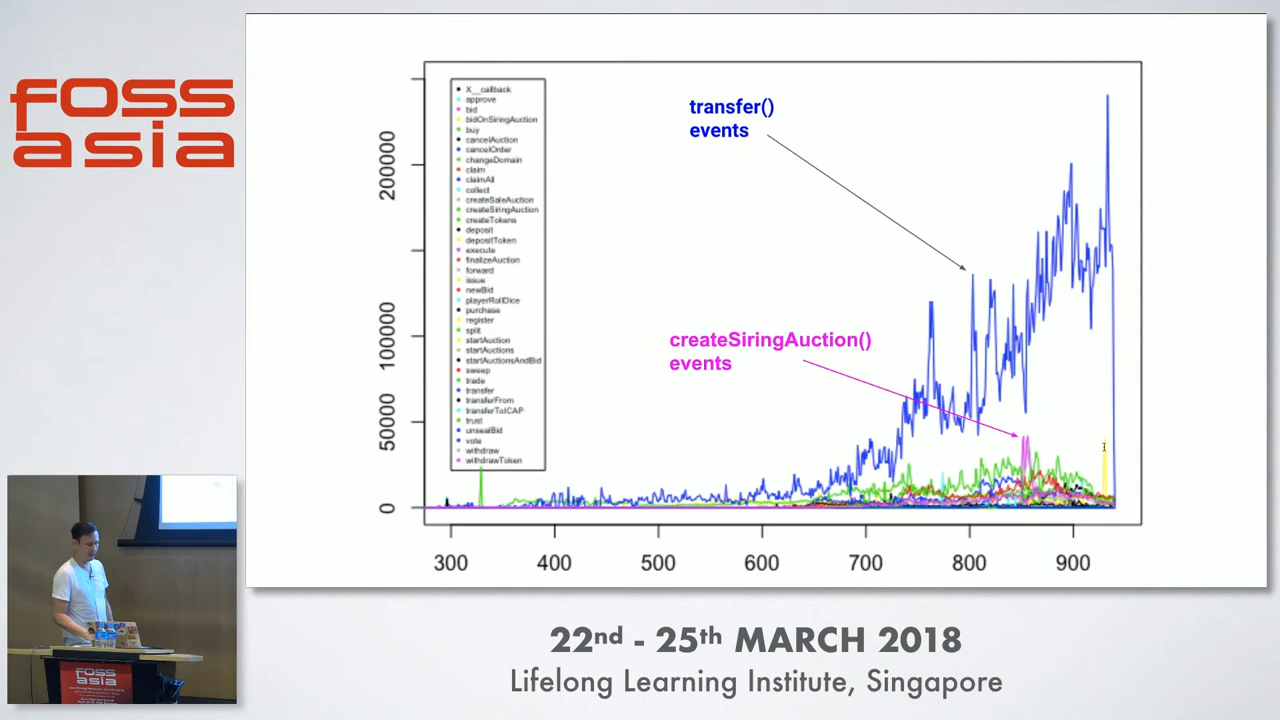 foss
asia
X__callback
approve
bid
bidOnSiringAuction
buy
cancelAuction
cancelOrder
changeDomain
claim
claimAll
collect
createSaleAuction
createSiringAuction
createTokens
deposit
depositToken
execute
finalizeAuction
forward
issue
newBid
playerRollDice
purchase
register
split
startAuction
startAuctions
startAuctionsAndBid
sweep
trade
transfer
transferFrom
transferToICAP
trust
unsealBid
vote
withdraw
withdrawToken
transfer()
events
createSiringAuction()
events
200000
100000
50000
0
300 400 500 600 700 800 900
foss
asia
22nd - 25th MARCH 2018
Lifelong Learning Institute, Singapore